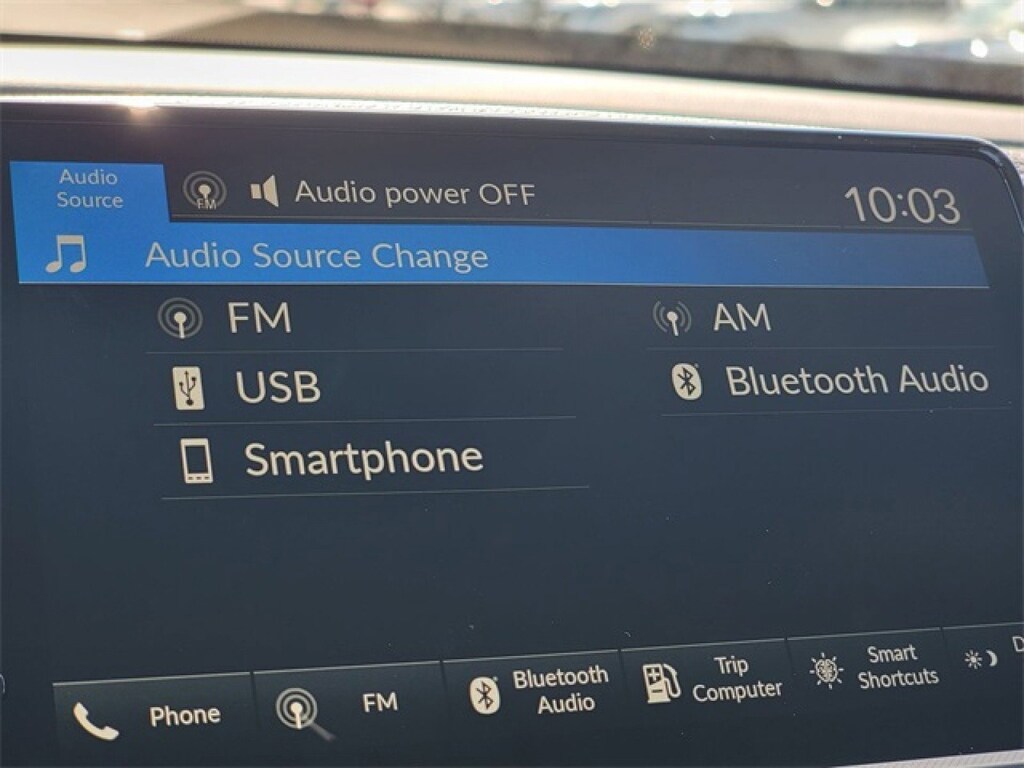 Audio
Source
FM
Audio power OFF
10:03
Audio Source Change
FM
AM
USB
Bluetooth Audio
Smartphone
Phone
FM
Bluetooth
Audio
Trip
Computer
Smart
Shortcuts